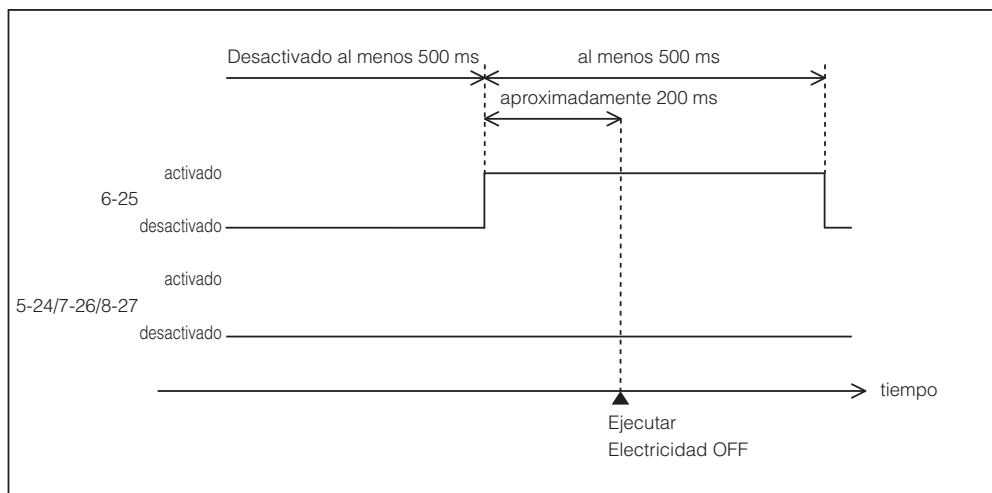 Desactivado al menos 500 ms
al menos 500 ms
aproximadamente 200 ms
activado
6-25
desactivado
activado
5-24/7-26/8-27
desactivado
tiempo
Ejecutar
Electricidad OFF